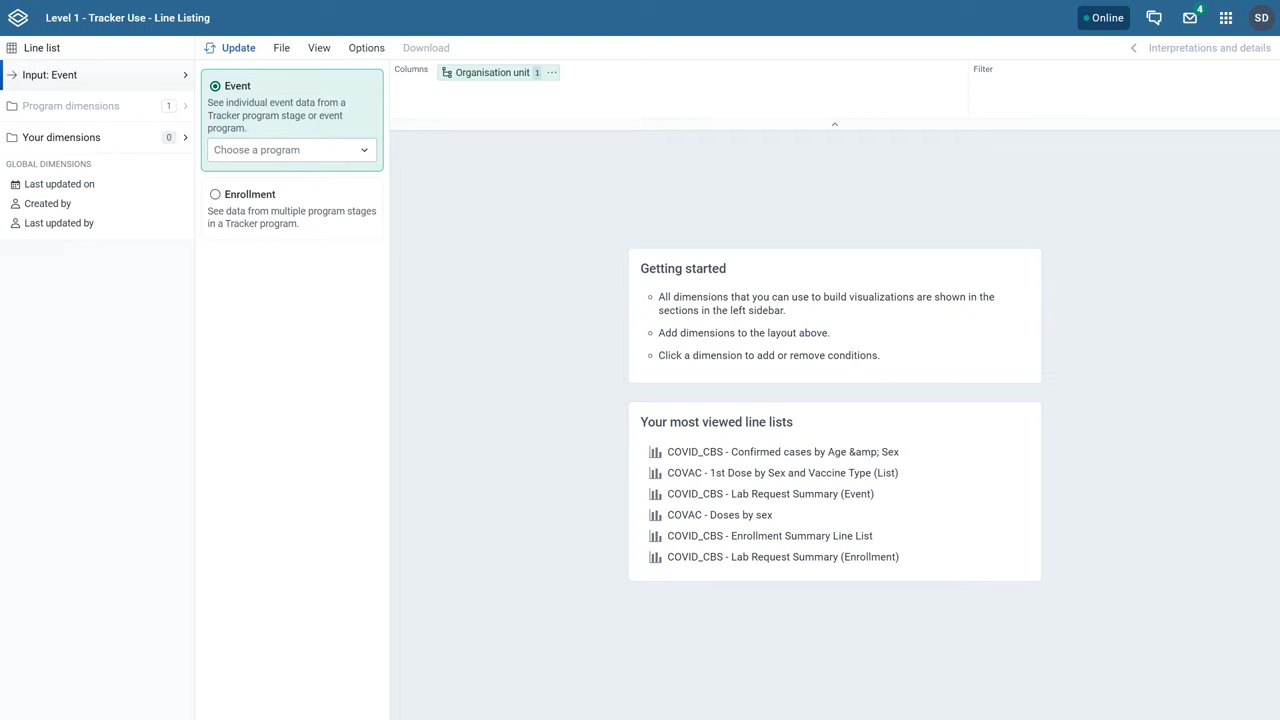 Level 1 - Tracker Use - Line Listing
Online
4
SD
Line list
Update
File
View
Options
Download
Interpretations and details
Input: Event
Program dimensions
1
Your dimensions
0
GLOBAL DIMENSIONS
Last updated on
Created by
Last updated by
Event
See individual event data from a
Tracker program stage or event
program.
Choose a program
Enrollment
See data from multiple program stages
in a Tracker program.
Columns
Organisation unit 1
Filter
Getting started
All dimensions that you can use to build visualizations are shown in the
sections in the left sidebar.
Add dimensions to the layout above.
Click a dimension to add or remove conditions.
Your most viewed line lists
COVID_CBS - Confirmed cases by Age &amp; Sex
COVAC - 1st Dose by Sex and Vaccine Type (List)
COVID_CBS - Lab Request Summary (Event)
COVAC - Doses by sex
COVID_CBS - Enrollment Summary Line List
COVID_CBS - Lab Request Summary (Enrollment)